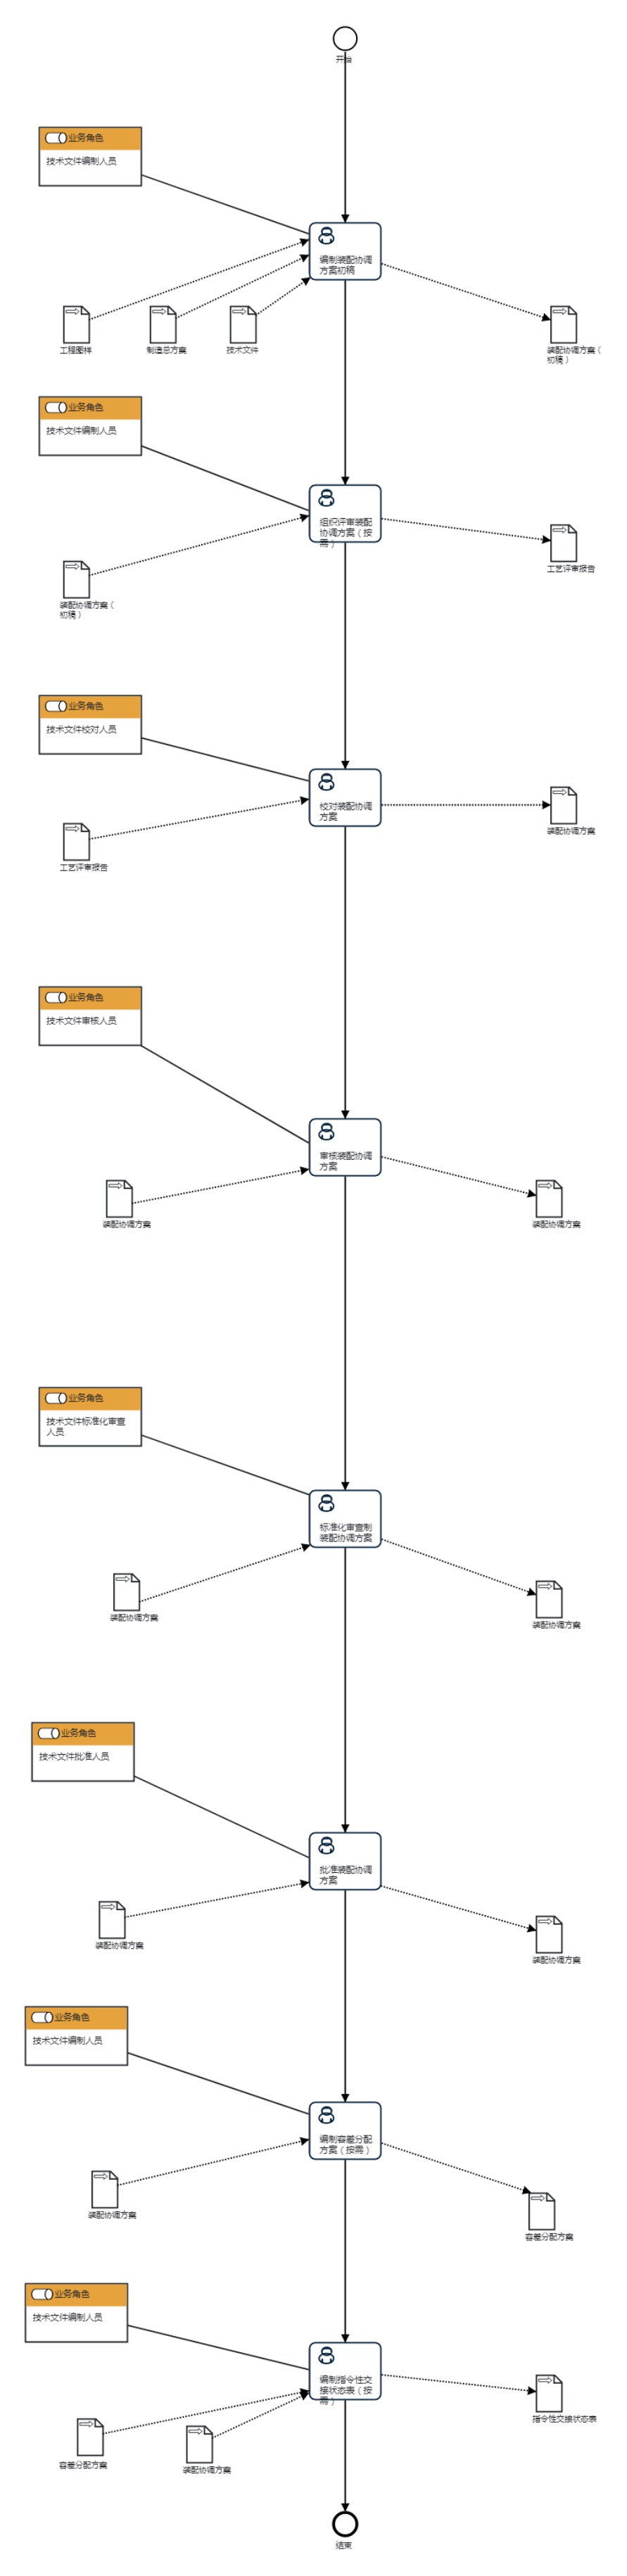 开始
业务角色
技术文件编制人员
编制装配协调
方案初稿
工程图样
制造总方案
技术文件
装配协调方案（
初稿）
业务角色
技术文件编制人员
组织评审装配
协调方案（按
需）
装配协调方案（
初稿）
工艺评审报告
业务角色
技术文件校对人员
校对装配协调
方案
工艺评审报告
装配协调方案
业务角色
技术文件审核人员
审核装配协调
方案
装配协调方案
装配协调方案
业务角色
技术文件标准化审查
人员
标准化审查制
装配协调方案
装配协调方案
装配协调方案
业务角色
技术文件批准人员
批准装配协调
方案
装配协调方案
装配协调方案
业务角色
技术文件编制人员
编制容差分配
方案（按需）
装配协调方案
容差分配方案
业务角色
技术文件编制人员
编制指令性交
接状态表（按
需）
容差分配方案
装配协调方案
指令性交接状态表
结束